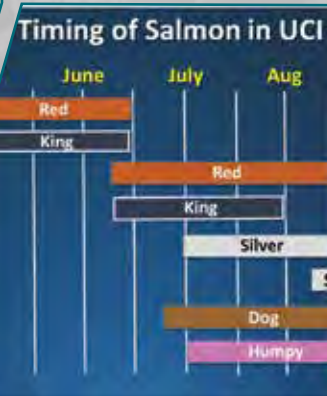 Timing of Salmon in UCI
June July Aug
Red
King
Red
King
Silver
S
Dog
Humpy